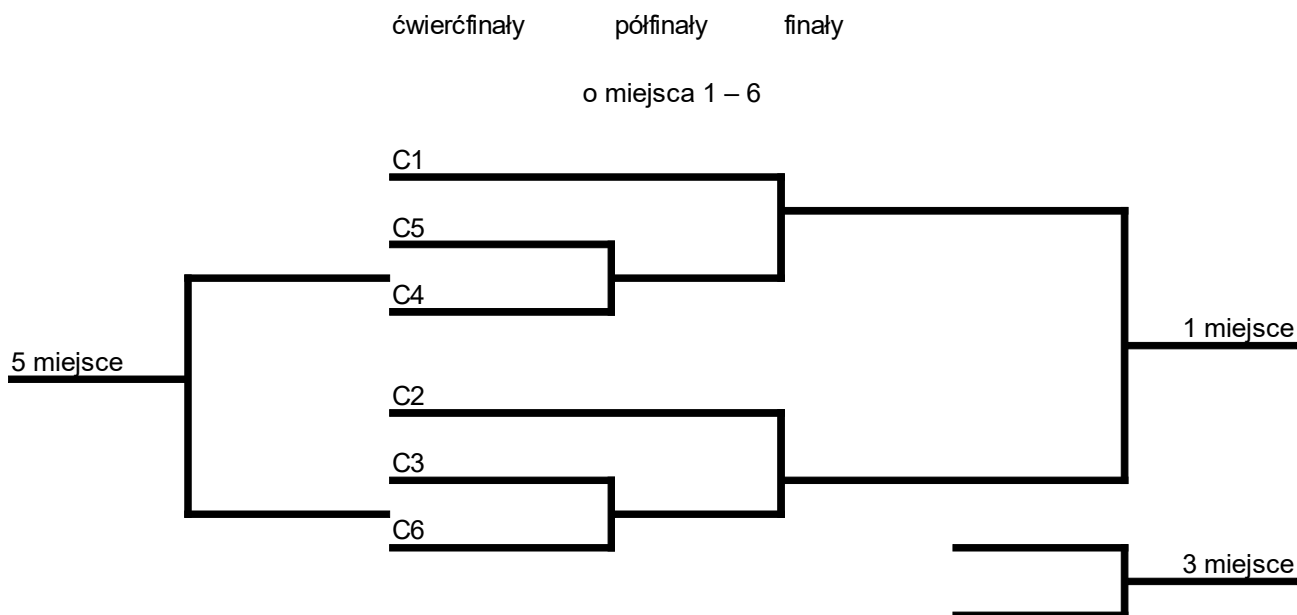 ćwierćfinały półfinały finały
o miejsca 1 – 6
C1
C5
C4
1 miejsce
5 miejsce
C2
C3
C6
3 miejsce